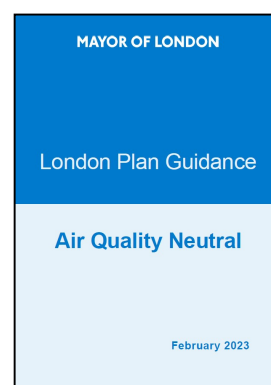 MAYOR OF LONDON
London Plan Guidance
Air Quality Neutral
February 2023